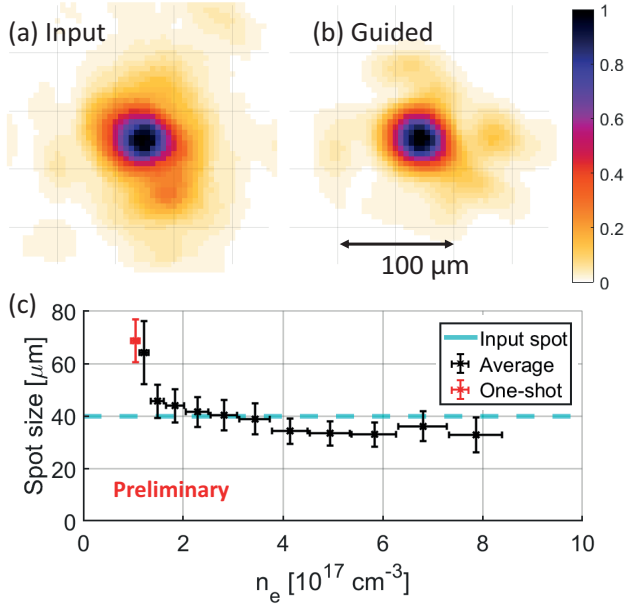 (a) Input
(b) Guided
1
0.8
0.6
0.4
0.2
0
100 μm
(c)
80
60
40
20
0
Spot size [μm]
Input spot
Average
One-shot
Preliminary
0 2 4 6 8 10
n_e [10^17 cm^-3]